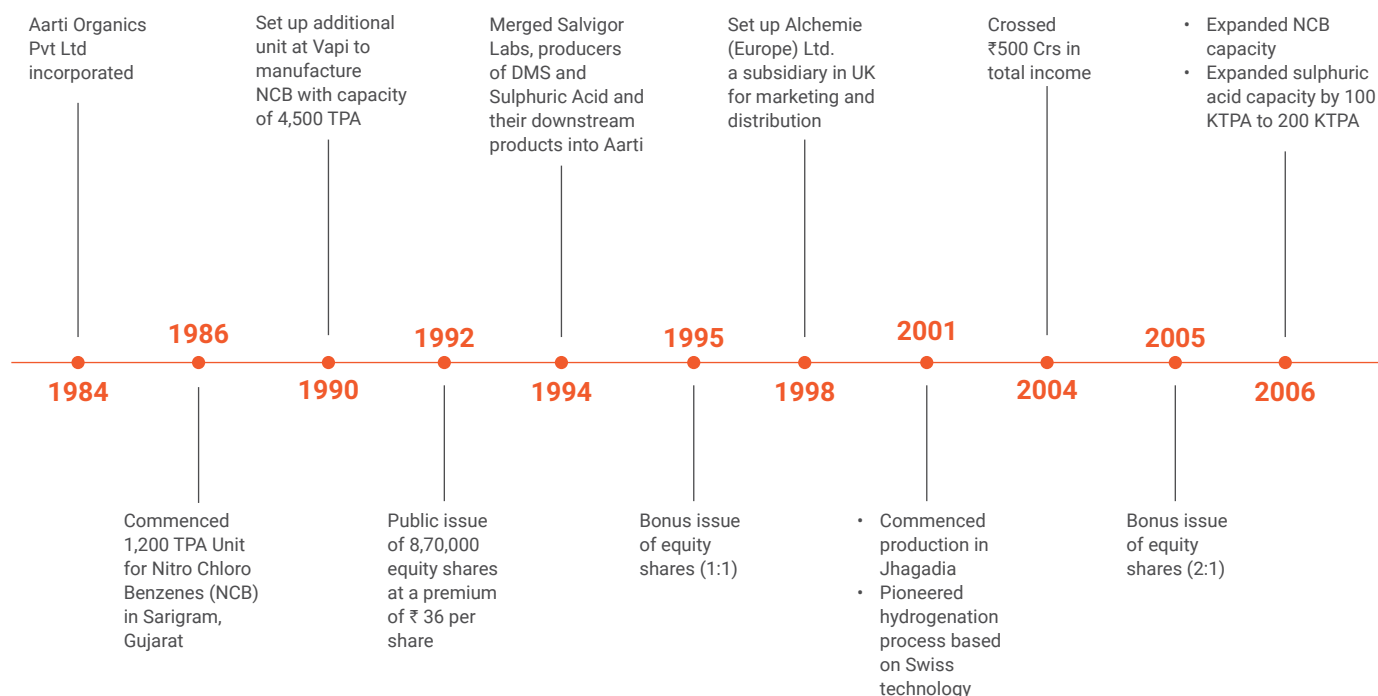 Aarti Organics
Pvt Ltd
incorporated
Set up additional
unit at Vapi to
manufacture
NCB with capacity
of 4,500 TPA
Merged Salvigor
Labs, producers
of DMS and
Sulphuric Acid and
their downstream
products into Aarti
Set up Alchemie
(Europe) Ltd.
a subsidiary in UK
for marketing and
distribution
Crossed
₹500 Crs in
total income
• Expanded NCB
capacity
• Expanded sulphuric
acid capacity by 100
KTPA to 200 KTPA
1986
1992
1995
2001
2005
1984
1990
1994
1998
2004
2006
Commenced
1,200 TPA Unit
for Nitro Chloro
Benzenes (NCB)
in Sarigram,
Gujarat
Public issue
of 8,70,000
equity shares
at a premium
of ₹ 36 per
share
Bonus issue
of equity
shares (1:1)
• Commenced
production in
Jhagadia
• Pioneered
hydrogenation
process based
on Swiss
technology
Bonus issue
of equity
shares (2:1)